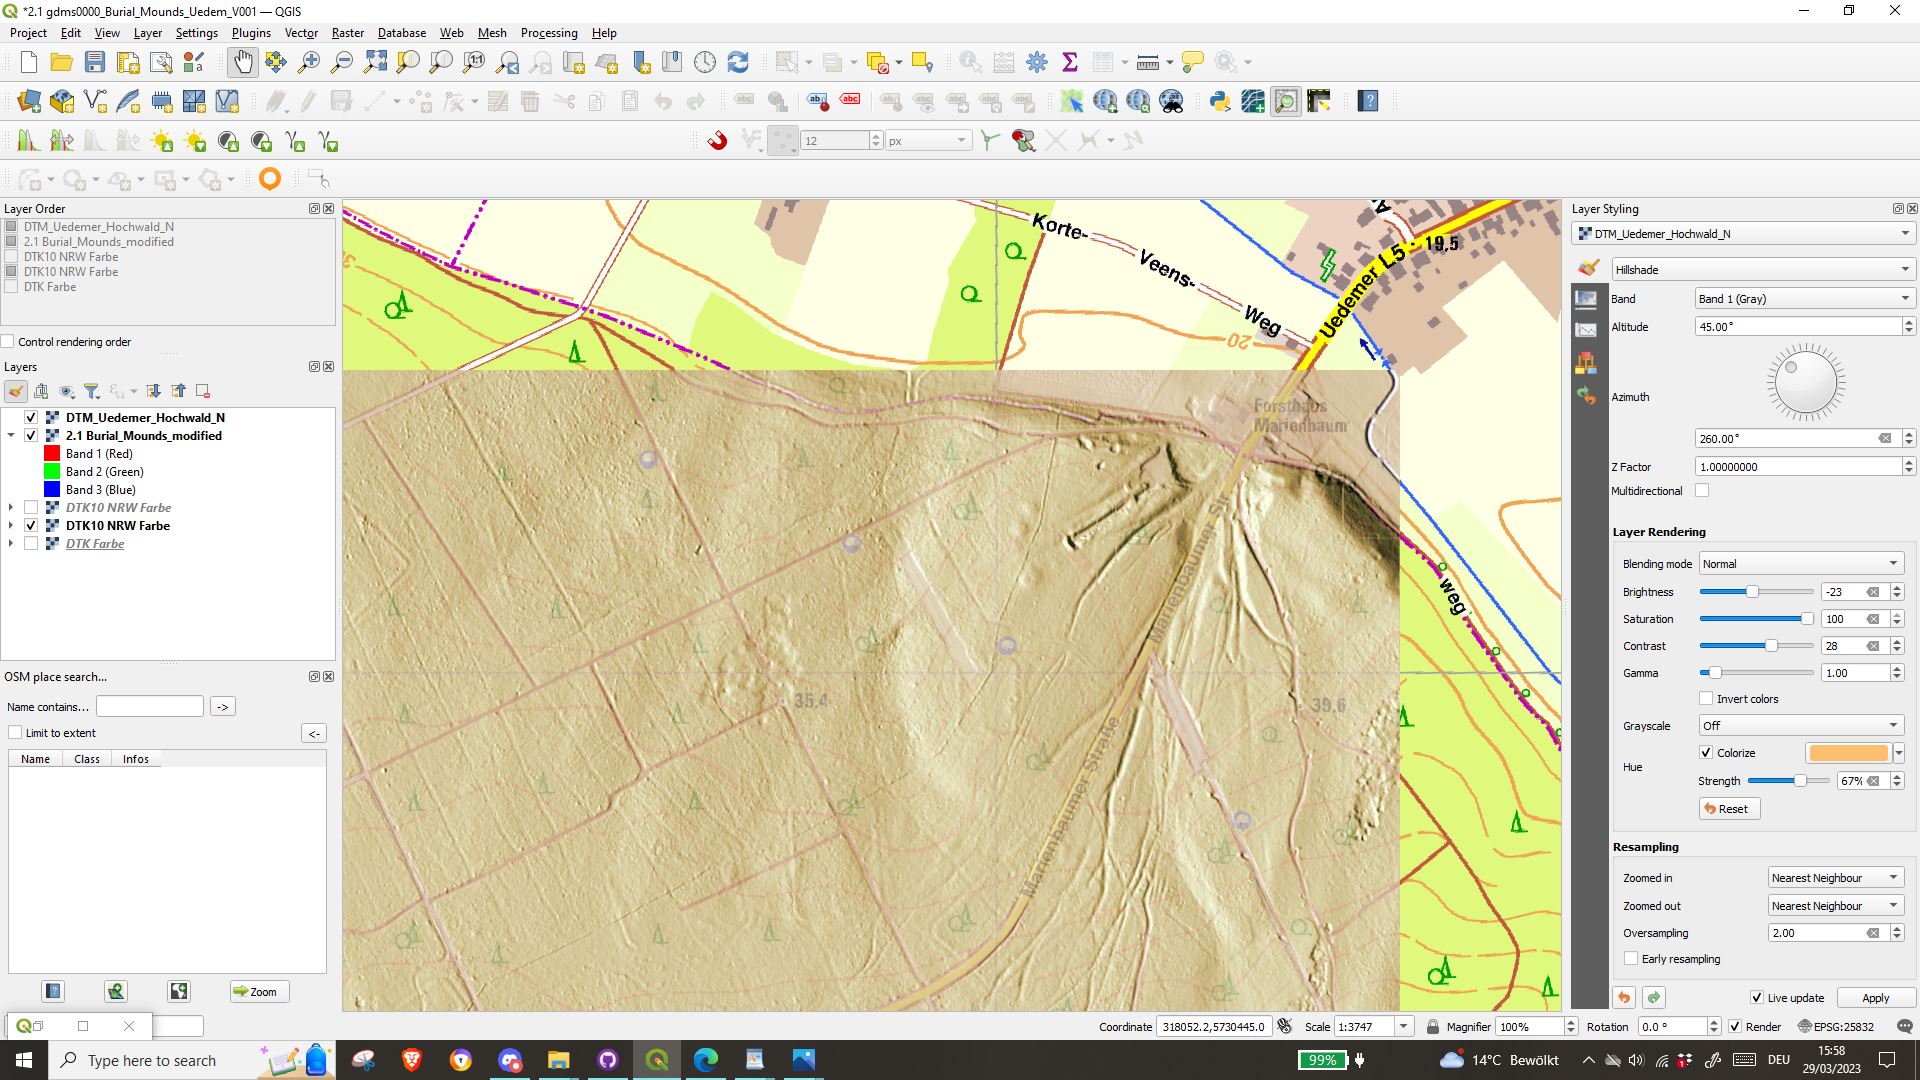 *2.1 gdms0000_Burial_Mounds_Uedem_V001 — QGIS
Project Edit View Layer Settings Plugins Vector Raster Database Web Mesh Processing Help
12 px
Layer Order
DTM_Uedemer_Hochwald_N
2.1 Burial_Mounds_modified
DTK10 NRW Farbe
DTK10 NRW Farbe
DTK Farbe
Control rendering order
Layers
DTM_Uedemer_Hochwald_N
2.1 Burial_Mounds_modified
Band 1 (Red)
Band 2 (Green)
Band 3 (Blue)
DTK10 NRW Farbe
DTK10 NRW Farbe
DTK Farbe
OSM place search...
Name contains... ->
Limit to extent <-
Name Class Infos
Zoom
Korte-
Veens-
Weg
Uedemer L5
19,5
20
Forsthaus
Marienbaum
Marienbaumer Str
Marienbaumer Straße
weg
35,4
39,6
Layer Styling
DTM_Uedemer_Hochwald_N
Hillshade
Band Band 1 (Gray)
Altitude 45.00°
Azimuth
260.00°
Z Factor 1.00000000
Multidirectional
Layer Rendering
Blending mode Normal
Brightness -23
Saturation 100
Contrast 28
Gamma 1.00
Invert colors
Grayscale Off
Hue
Colorize
Strength 67%
Reset
Resampling
Zoomed in Nearest Neighbour
Zoomed out Nearest Neighbour
Oversampling 2.00
Early resampling
Live update Apply
Coordinate 318052.2,5730445.0 Scale 1:3747 Magnifier 100% Rotation 0.0 ° Render EPSG:25832
Type here to search
99%
14°C Bewölkt
DEU
15:58
29/03/2023